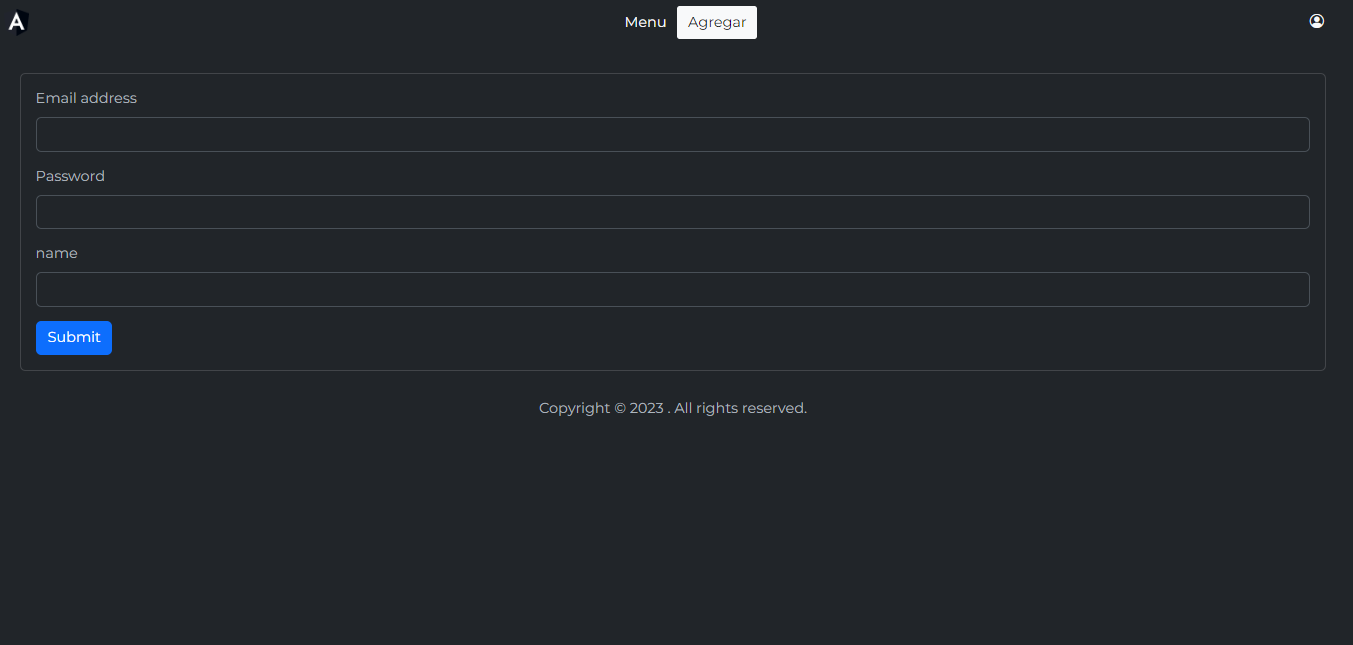 A
Menu Agregar
Email address
Password
name
Submit
Copyright © 2023 . All rights reserved.